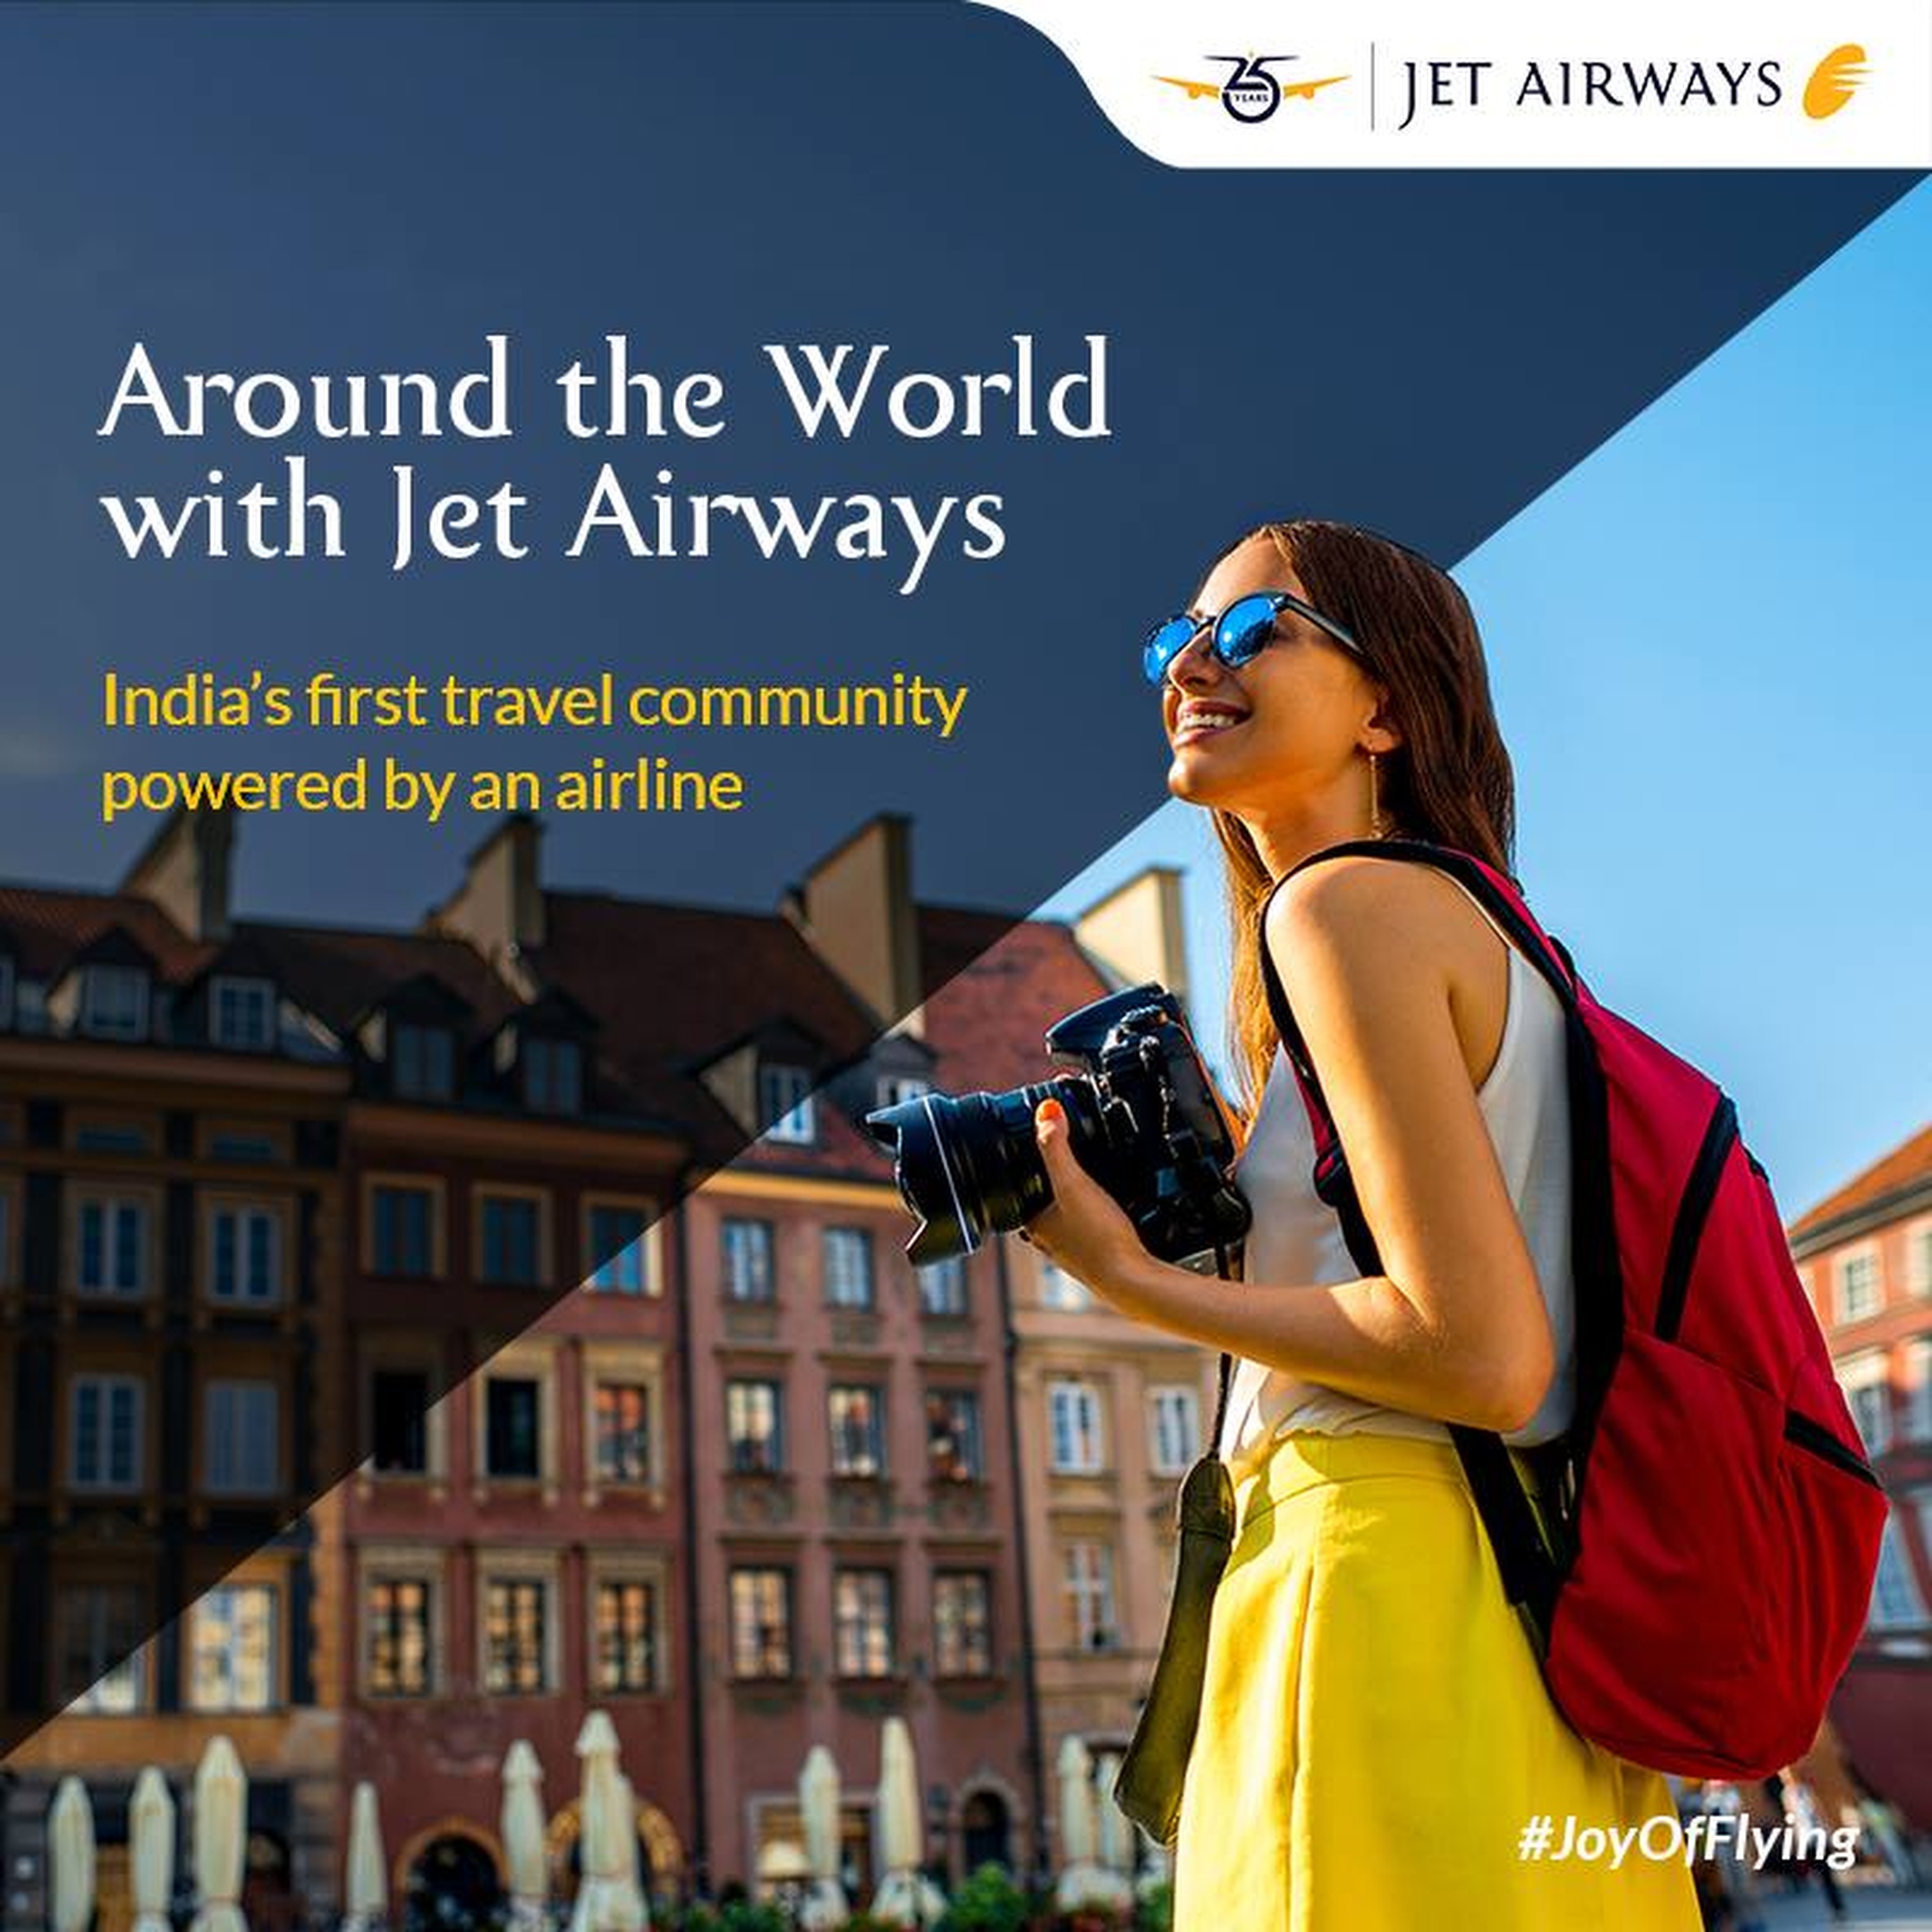 25
YEARS
JET AIRWAYS
Around the World
with Jet Airways
India's first travel community
powered by an airline
#JoyOfFlying